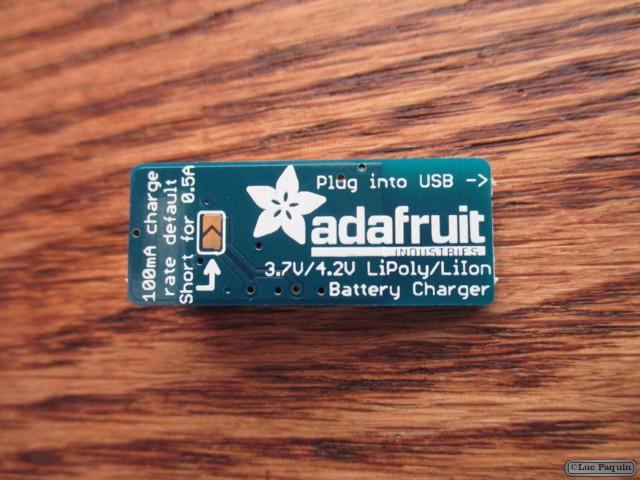 100mA charge
rate default
Short for 0.5A
Plug into USB ->
adafruit
INDUSTRIES
3.7V/4.2V LiPoly/LiIon
Battery Charger
©Luc Paquin